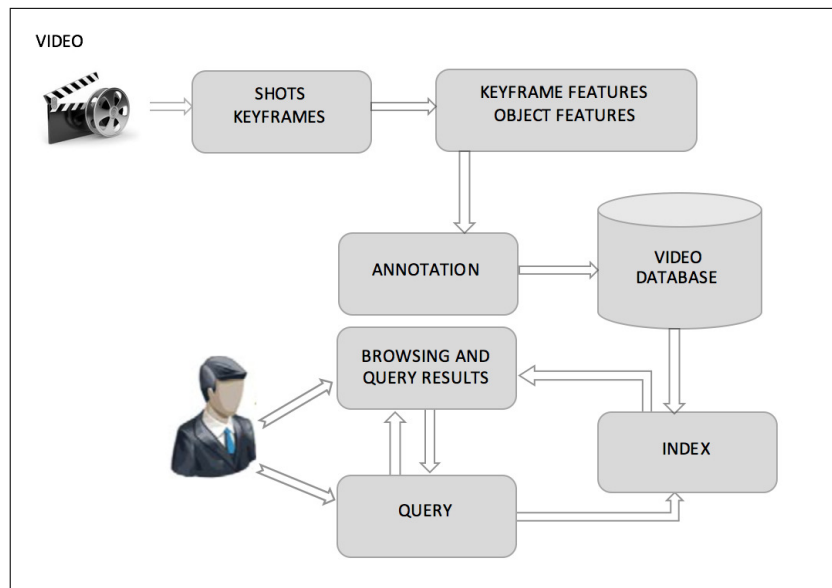 VIDEO
SHOTS
KEYFRAMES
KEYFRAME FEATURES
OBJECT FEATURES
ANNOTATION
VIDEO
DATABASE
BROWSING AND
QUERY RESULTS
INDEX
QUERY